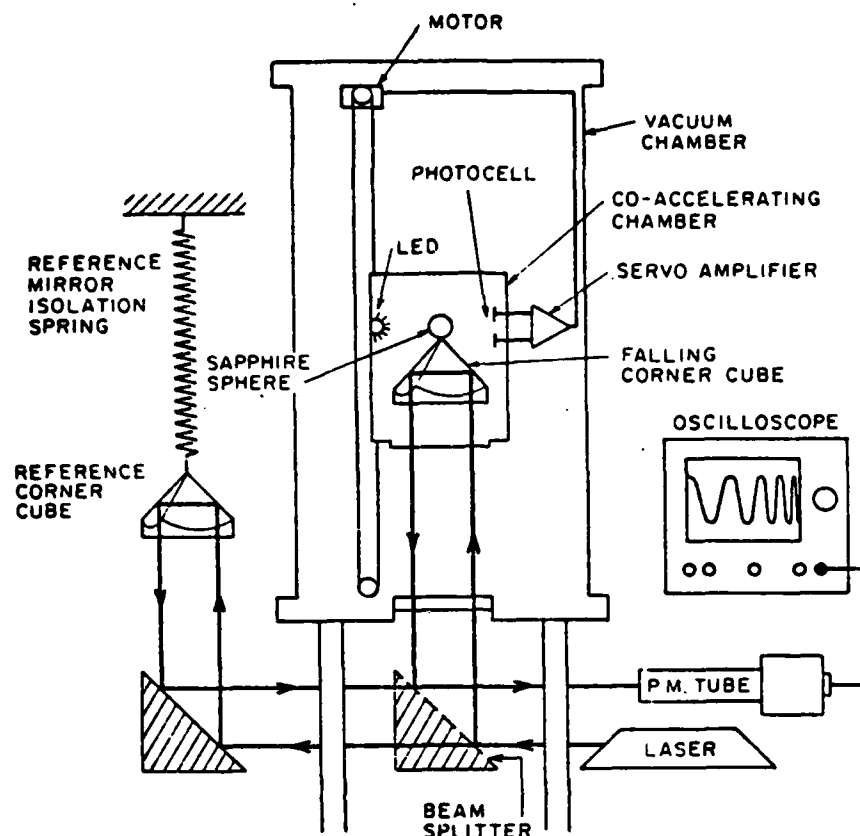 MOTOR
VACUUM
CHAMBER
PHOTOCELL
CO-ACCELERATING
CHAMBER
LED
REFERENCE
MIRROR
ISOLATION
SPRING
SERVO AMPLIFIER
SAPPHIRE
SPHERE
FALLING
CORNER CUBE
OSCILLOSCOPE
REFERENCE
CORNER
CUBE
P.M. TUBE
LASER
BEAM
SPLITTER